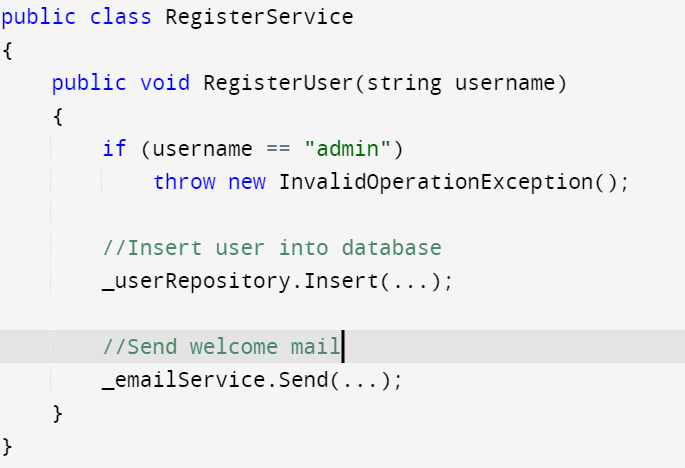 public class RegisterService
{
    public void RegisterUser(string username)
    {
        if (username == "admin")
            throw new InvalidOperationException();

        //Insert user into database
        _userRepository.Insert(...);

        //Send welcome mail
        _emailService.Send(...);
    }
}